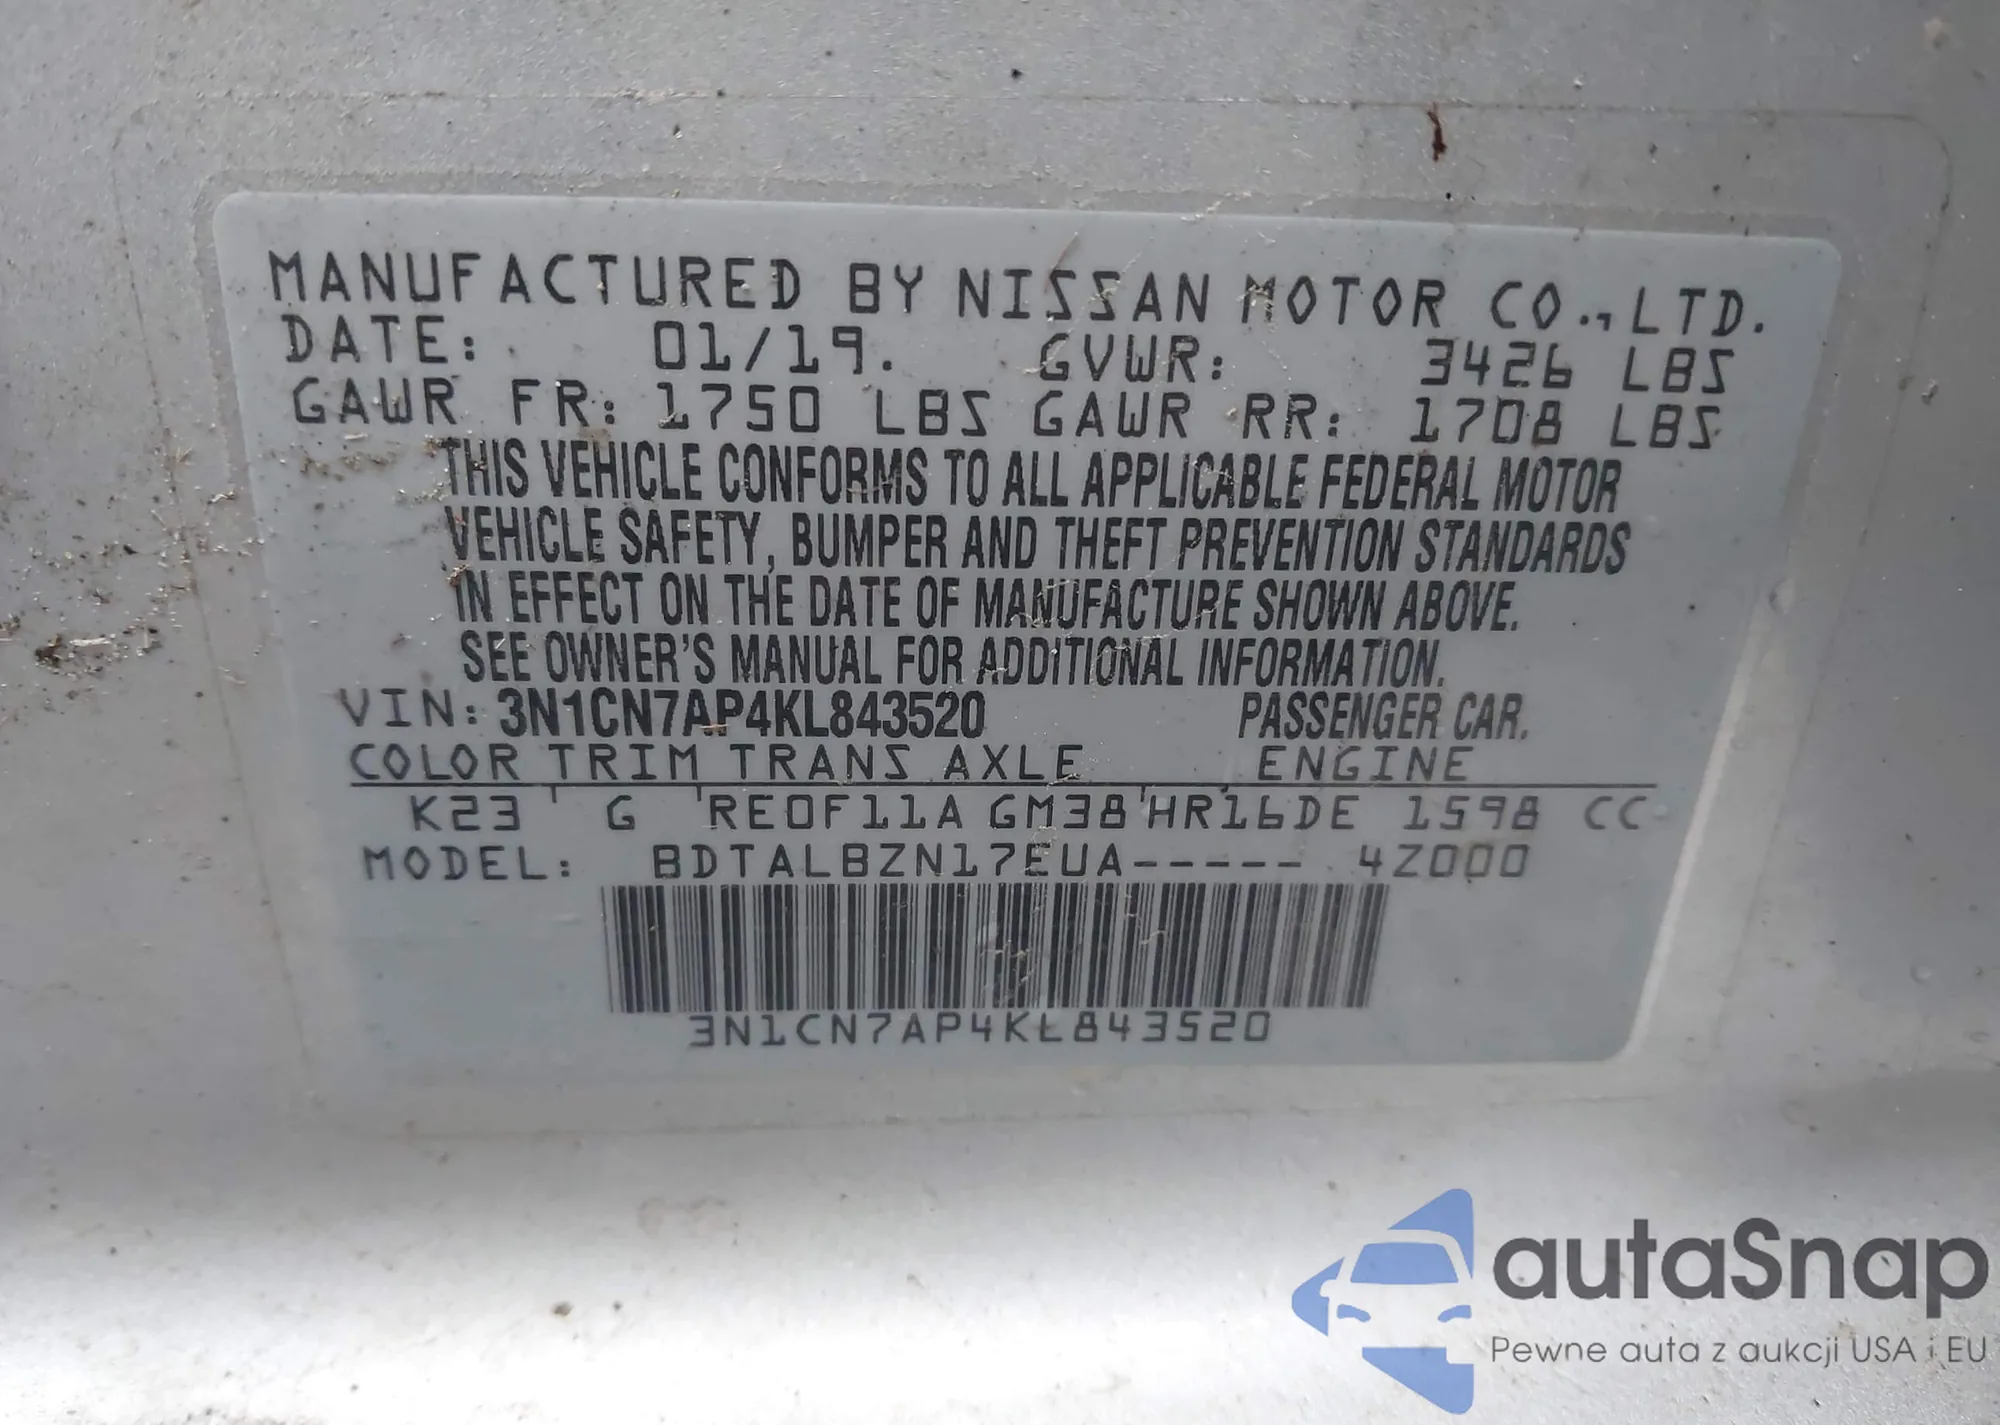 MANUFACTURED BY NISSAN MOTOR CO., LTD.
DATE: 01/19. GVWR: 3426 LBS
GAWR FR: 1750 LBS GAWR RR: 1708 LBS
THIS VEHICLE CONFORMS TO ALL APPLICABLE FEDERAL MOTOR
VEHICLE SAFETY, BUMPER AND THEFT PREVENTION STANDARDS
IN EFFECT ON THE DATE OF MANUFACTURE SHOWN ABOVE.
SEE OWNER'S MANUAL FOR ADDITIONAL INFORMATION.
VIN: 3N1CN7AP4KL843520 PASSENGER CAR.
COLOR TRIM TRANS AXLE ENGINE
K23 G RE0F11A GM38 HR16DE 1598 CC
MODEL: BDTALBZN17EUA----- 4Z000
3N1CN7AP4KL843520
autaSnap
Pewne auta z aukcji USA i EU